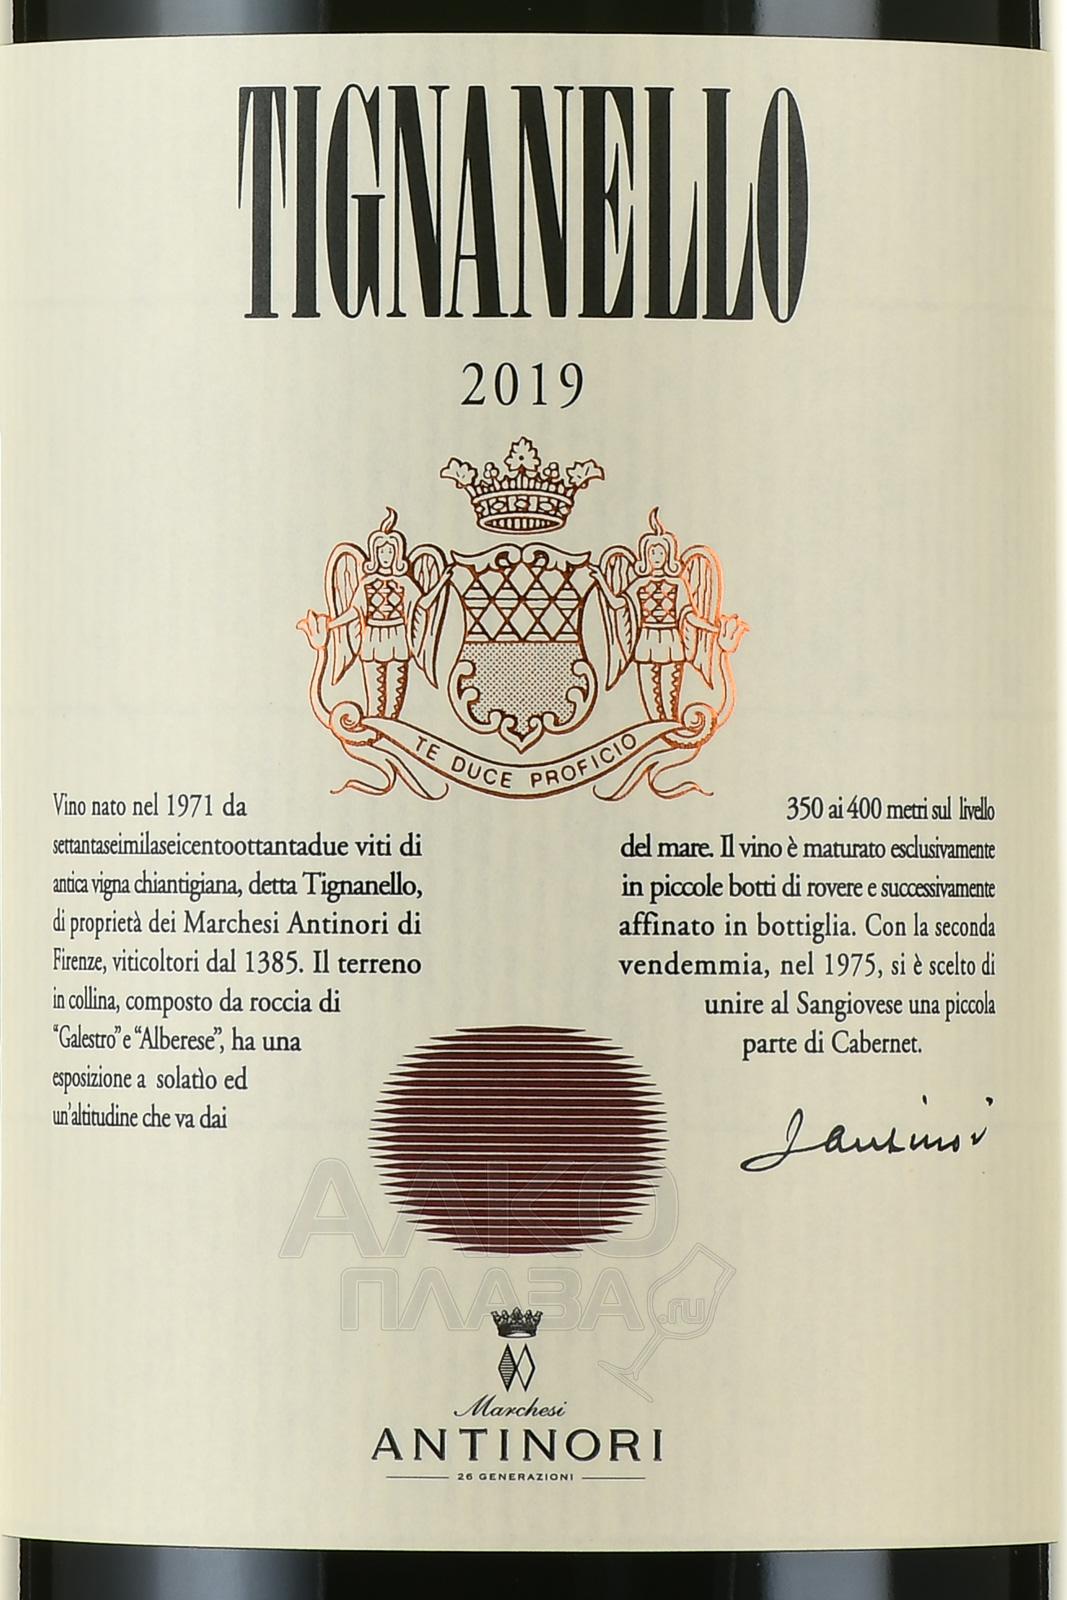 TIGNANELLO
2019
TE DUCE PROFICIO
Vino nato nel 1971 da
settantaseimilaseicentoottantadue viti di
antica vigna chiantigiana, detta Tignanello,
di proprietà dei Marchesi Antinori di
Firenze, viticoltori dal 1385. Il terreno
in collina, composto da roccia di
“Galestro” e “Alberese”, ha una
esposizione a solatìo ed
un'altitudine che va dai
350 ai 400 metri sul livello
del mare. Il vino è maturato esclusivamente
in piccole botti di rovere e successivamente
affinato in bottiglia. Con la seconda
vendemmia, nel 1975, si è scelto di
unire al Sangiovese una piccola
parte di Cabernet.
Jantinori
АЛКО
ПЛАЗА
.ru
Marchesi
ANTINORI
26 GENERAZIONI